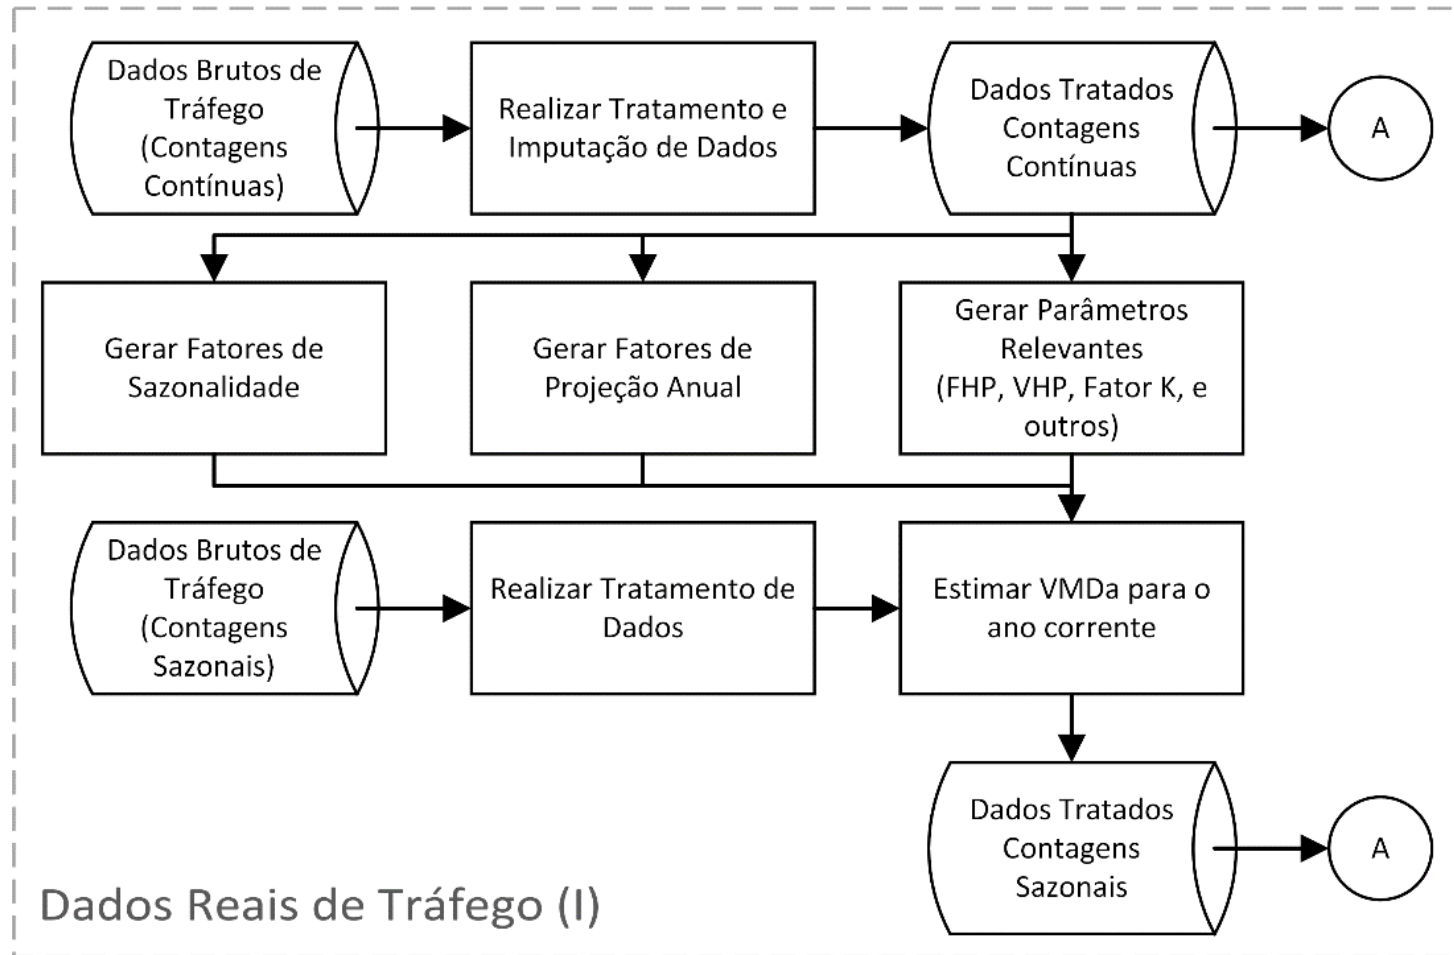 Dados Brutos de
Tráfego
(Contagens
Contínuas)
Realizar Tratamento e
Imputação de Dados
Dados Tratados
Contagens
Contínuas
A
Gerar Fatores de
Sazonalidade
Gerar Fatores de
Projeção Anual
Gerar Parâmetros
Relevantes
(FHP, VHP, Fator K, e
outros)
Dados Brutos de
Tráfego
(Contagens
Sazonais)
Realizar Tratamento de
Dados
Estimar VMDa para o
ano corrente
Dados Tratados
Contagens
Sazonais
A
Dados Reais de Tráfego (I)